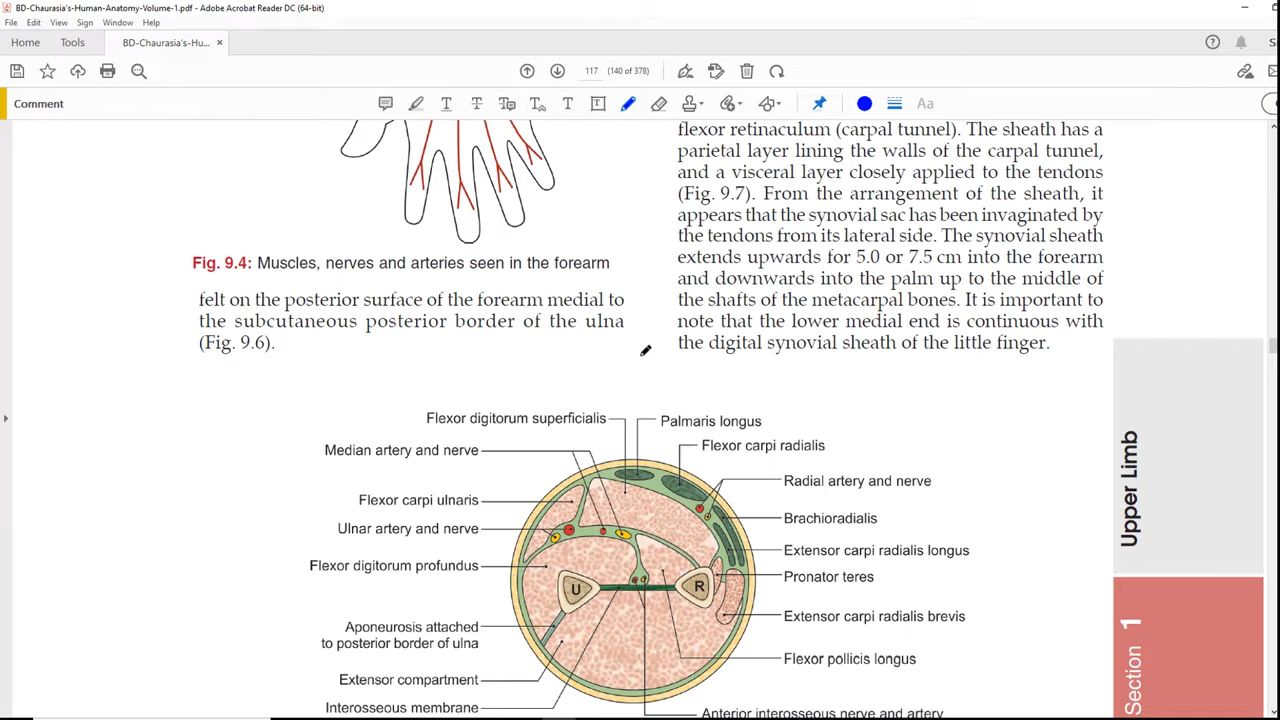 BD-Chaurasia's-Human-Anatomy-Volume-1.pdf - Adobe Acrobat Reader DC (64-bit)
File Edit View Sign Window Help
Home Tools BD-Chaurasia's-Hu... ×
117 (140 of 378)
Comment
Aa
flexor retinaculum (carpal tunnel). The sheath has a
parietal layer lining the walls of the carpal tunnel,
and a visceral layer closely applied to the tendons
(Fig. 9.7). From the arrangement of the sheath, it
appears that the synovial sac has been invaginated by
the tendons from its lateral side. The synovial sheath
extends upwards for 5.0 or 7.5 cm into the forearm
and downwards into the palm up to the middle of
the shafts of the metacarpal bones. It is important to
note that the lower medial end is continuous with
the digital synovial sheath of the little finger.
Fig. 9.4: Muscles, nerves and arteries seen in the forearm
felt on the posterior surface of the forearm medial to
the subcutaneous posterior border of the ulna
(Fig. 9.6).
Flexor digitorum superficialis
Palmaris longus
Median artery and nerve
Flexor carpi radialis
Flexor carpi ulnaris
Radial artery and nerve
Ulnar artery and nerve
Brachioradialis
Flexor digitorum profundus
Extensor carpi radialis longus
Pronator teres
U
R
Aponeurosis attached
to posterior border of ulna
Extensor carpi radialis brevis
Extensor compartment
Flexor pollicis longus
Interosseous membrane
Anterior interosseous nerve and artery
Upper Limb
Section 1